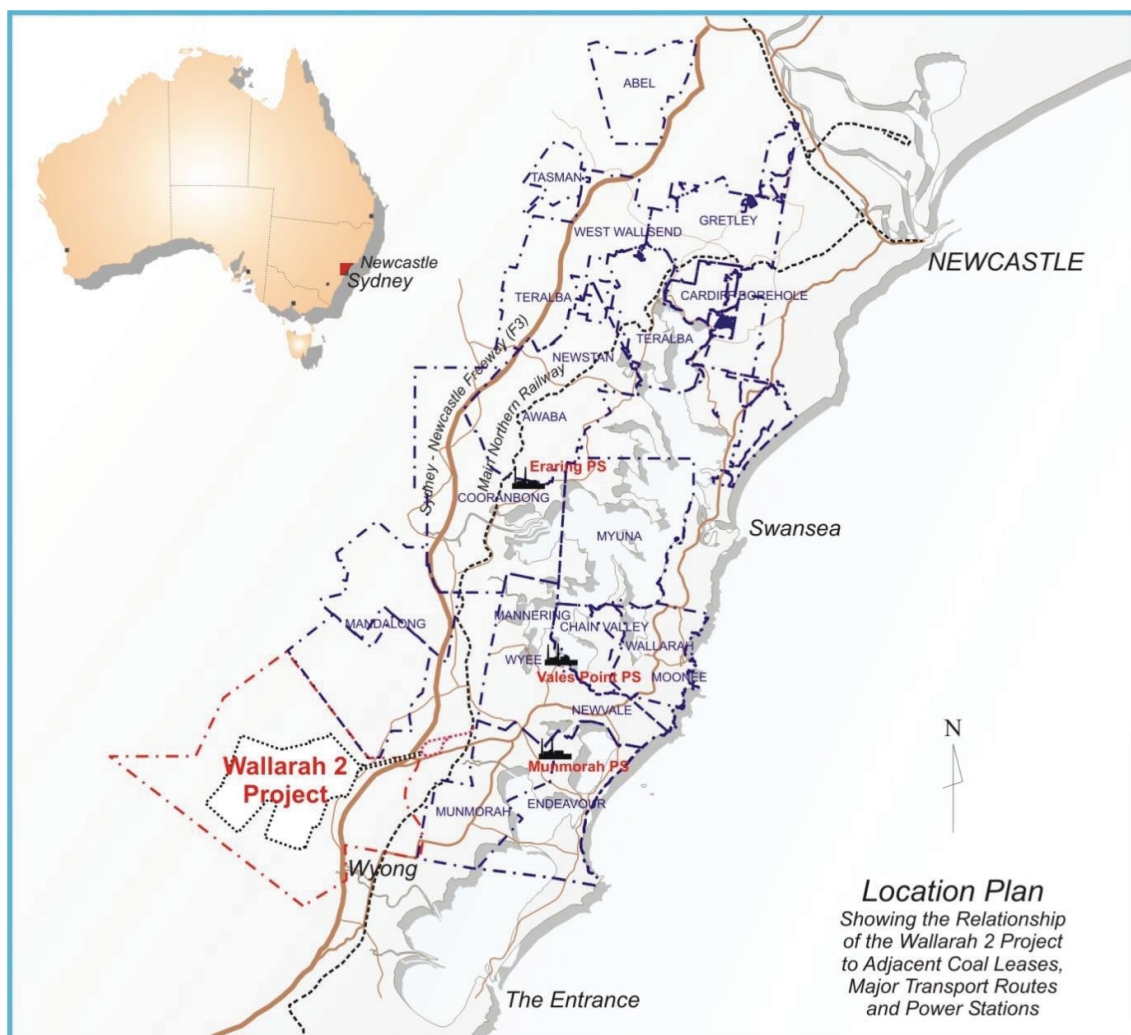 ABEL
TASMAN
GRETLEY
WEST WALLSEND
NEWCASTLE
Newcastle
Sydney
TERALBA
CARDIFF BOREHOLE
TERALBA
NEWSTAN
Sydney - Newcastle Freeway (F3)
Main Northern Railway
AWABA
Eraring PS
COORANBONG
Swansea
MYUNA
MANDALONG
MANNERING
CHAIN VALLEY
WALLARAH
WYEE
Vales Point PS
MOONEE
NEWVALE
N
Wallarah 2
Project
Munmorah PS
MUNMORAH
ENDEAVOUR
Wyong
The Entrance
Location Plan
Showing the Relationship
of the Wallarah 2 Project
to Adjacent Coal Leases,
Major Transport Routes
and Power Stations